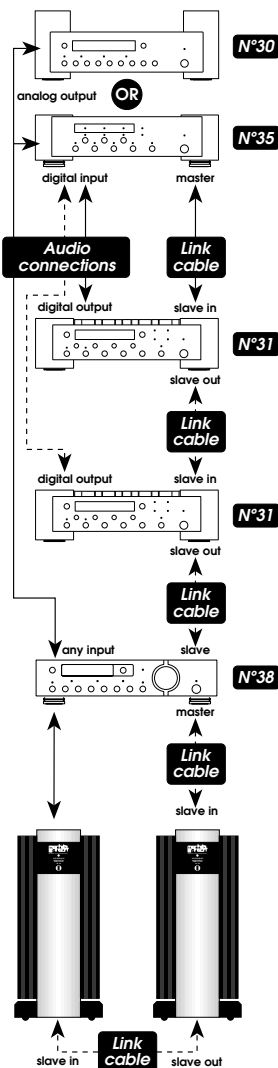 N°30
analog output
OR
N°35
digital input
master
Audio connections
Link cable
digital output
slave in
N°31
slave out
Link cable
digital output
slave in
N°31
slave out
Link cable
any input
slave
N°38
master
Link cable
slave in
slave in
Link cable
slave out